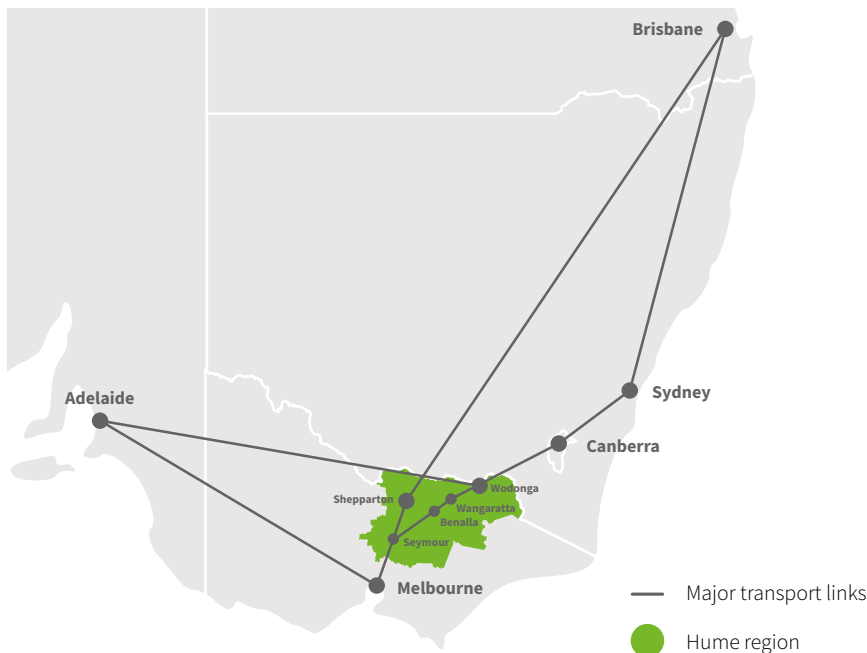 Brisbane
Adelaide
Sydney
Canberra
Wodonga
Shepparton
Wangaratta
Benalla
Seymour
Melbourne
Major transport links
Hume region